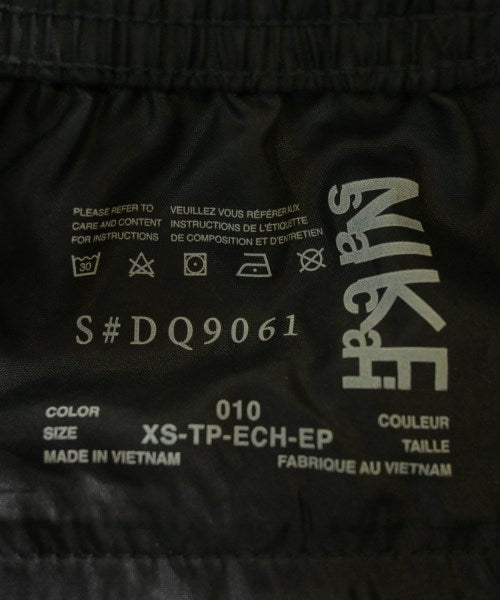 PLEASE REFER TO
CARE AND CONTENT
FOR INSTRUCTIONS
VEUILLEZ VOUS RÉFÉRER AUX
INSTRUCTIONS DE L'ÉTIQUETTE
DE COMPOSITION ET D'ENTRETIEN
30
NIKE
sacai
S#DQ9061
COLOR 010 COULEUR
SIZE XS-TP-ECH-EP TAILLE
MADE IN VIETNAM FABRIQUE AU VIETNAM